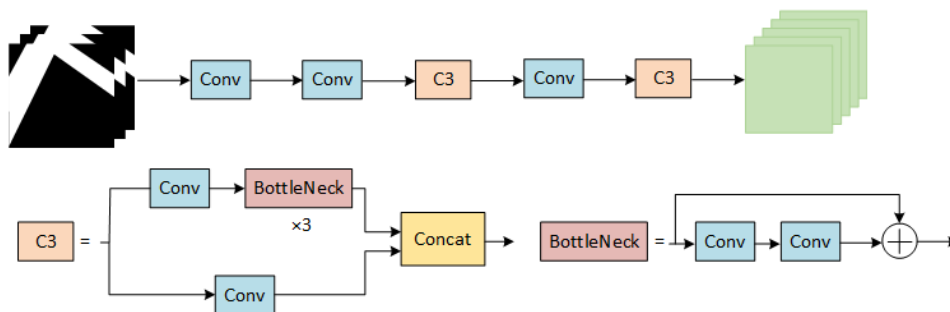 Conv Conv C3 Conv C3
Conv BottleNeck
×3
C3 = Concat BottleNeck = Conv Conv
Conv